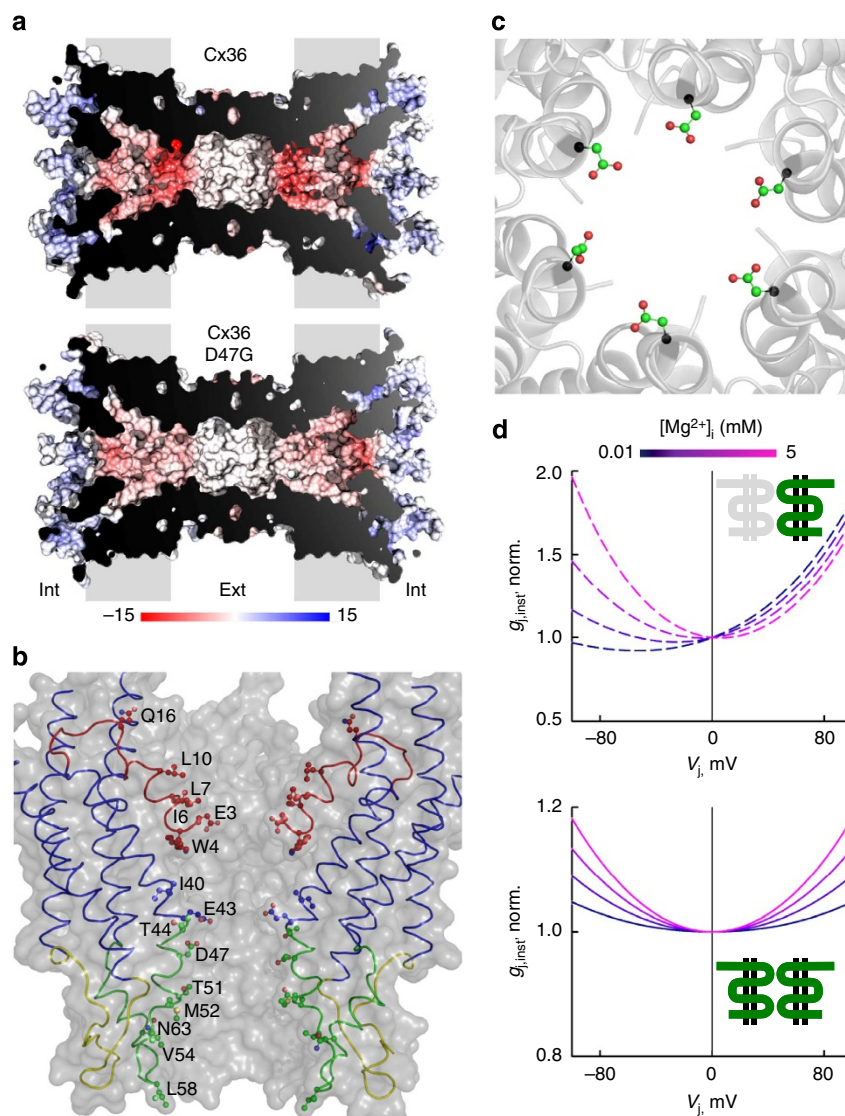 a
Cx36
Cx36
D47G
Int
Ext
Int
–15
15
b
Q16
L10
L7
I6
E3
W4
I40
E43
T44
D47
T51
M52
N63
V54
L58
c
d
[Mg2+]i (mM)
0.01
5
2.0
1.5
1.0
0.5
gj,inst, norm.
–80
0
80
Vj, mV
1.2
1.0
0.8
gj,inst, norm.
–80
0
80
Vj, mV